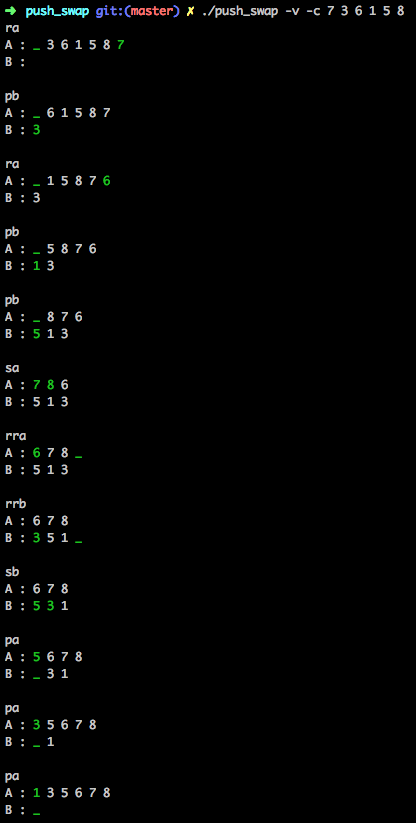 ➜ push_swap git:(master) ✗ ./push_swap -v -c 7 3 6 1 5 8
ra
A : _ 3 6 1 5 8 7
B :
pb
A : _ 6 1 5 8 7
B : 3
ra
A : _ 1 5 8 7 6
B : 3
pb
A : _ 5 8 7 6
B : 1 3
pb
A : _ 8 7 6
B : 5 1 3
sa
A : 7 8 6
B : 5 1 3
rra
A : 6 7 8 _
B : 5 1 3
rrb
A : 6 7 8
B : 3 5 1 _
sb
A : 6 7 8
B : 5 3 1
pa
A : 5 6 7 8
B : _ 3 1
pa
A : 3 5 6 7 8
B : _ 1
pa
A : 1 3 5 6 7 8
B : _